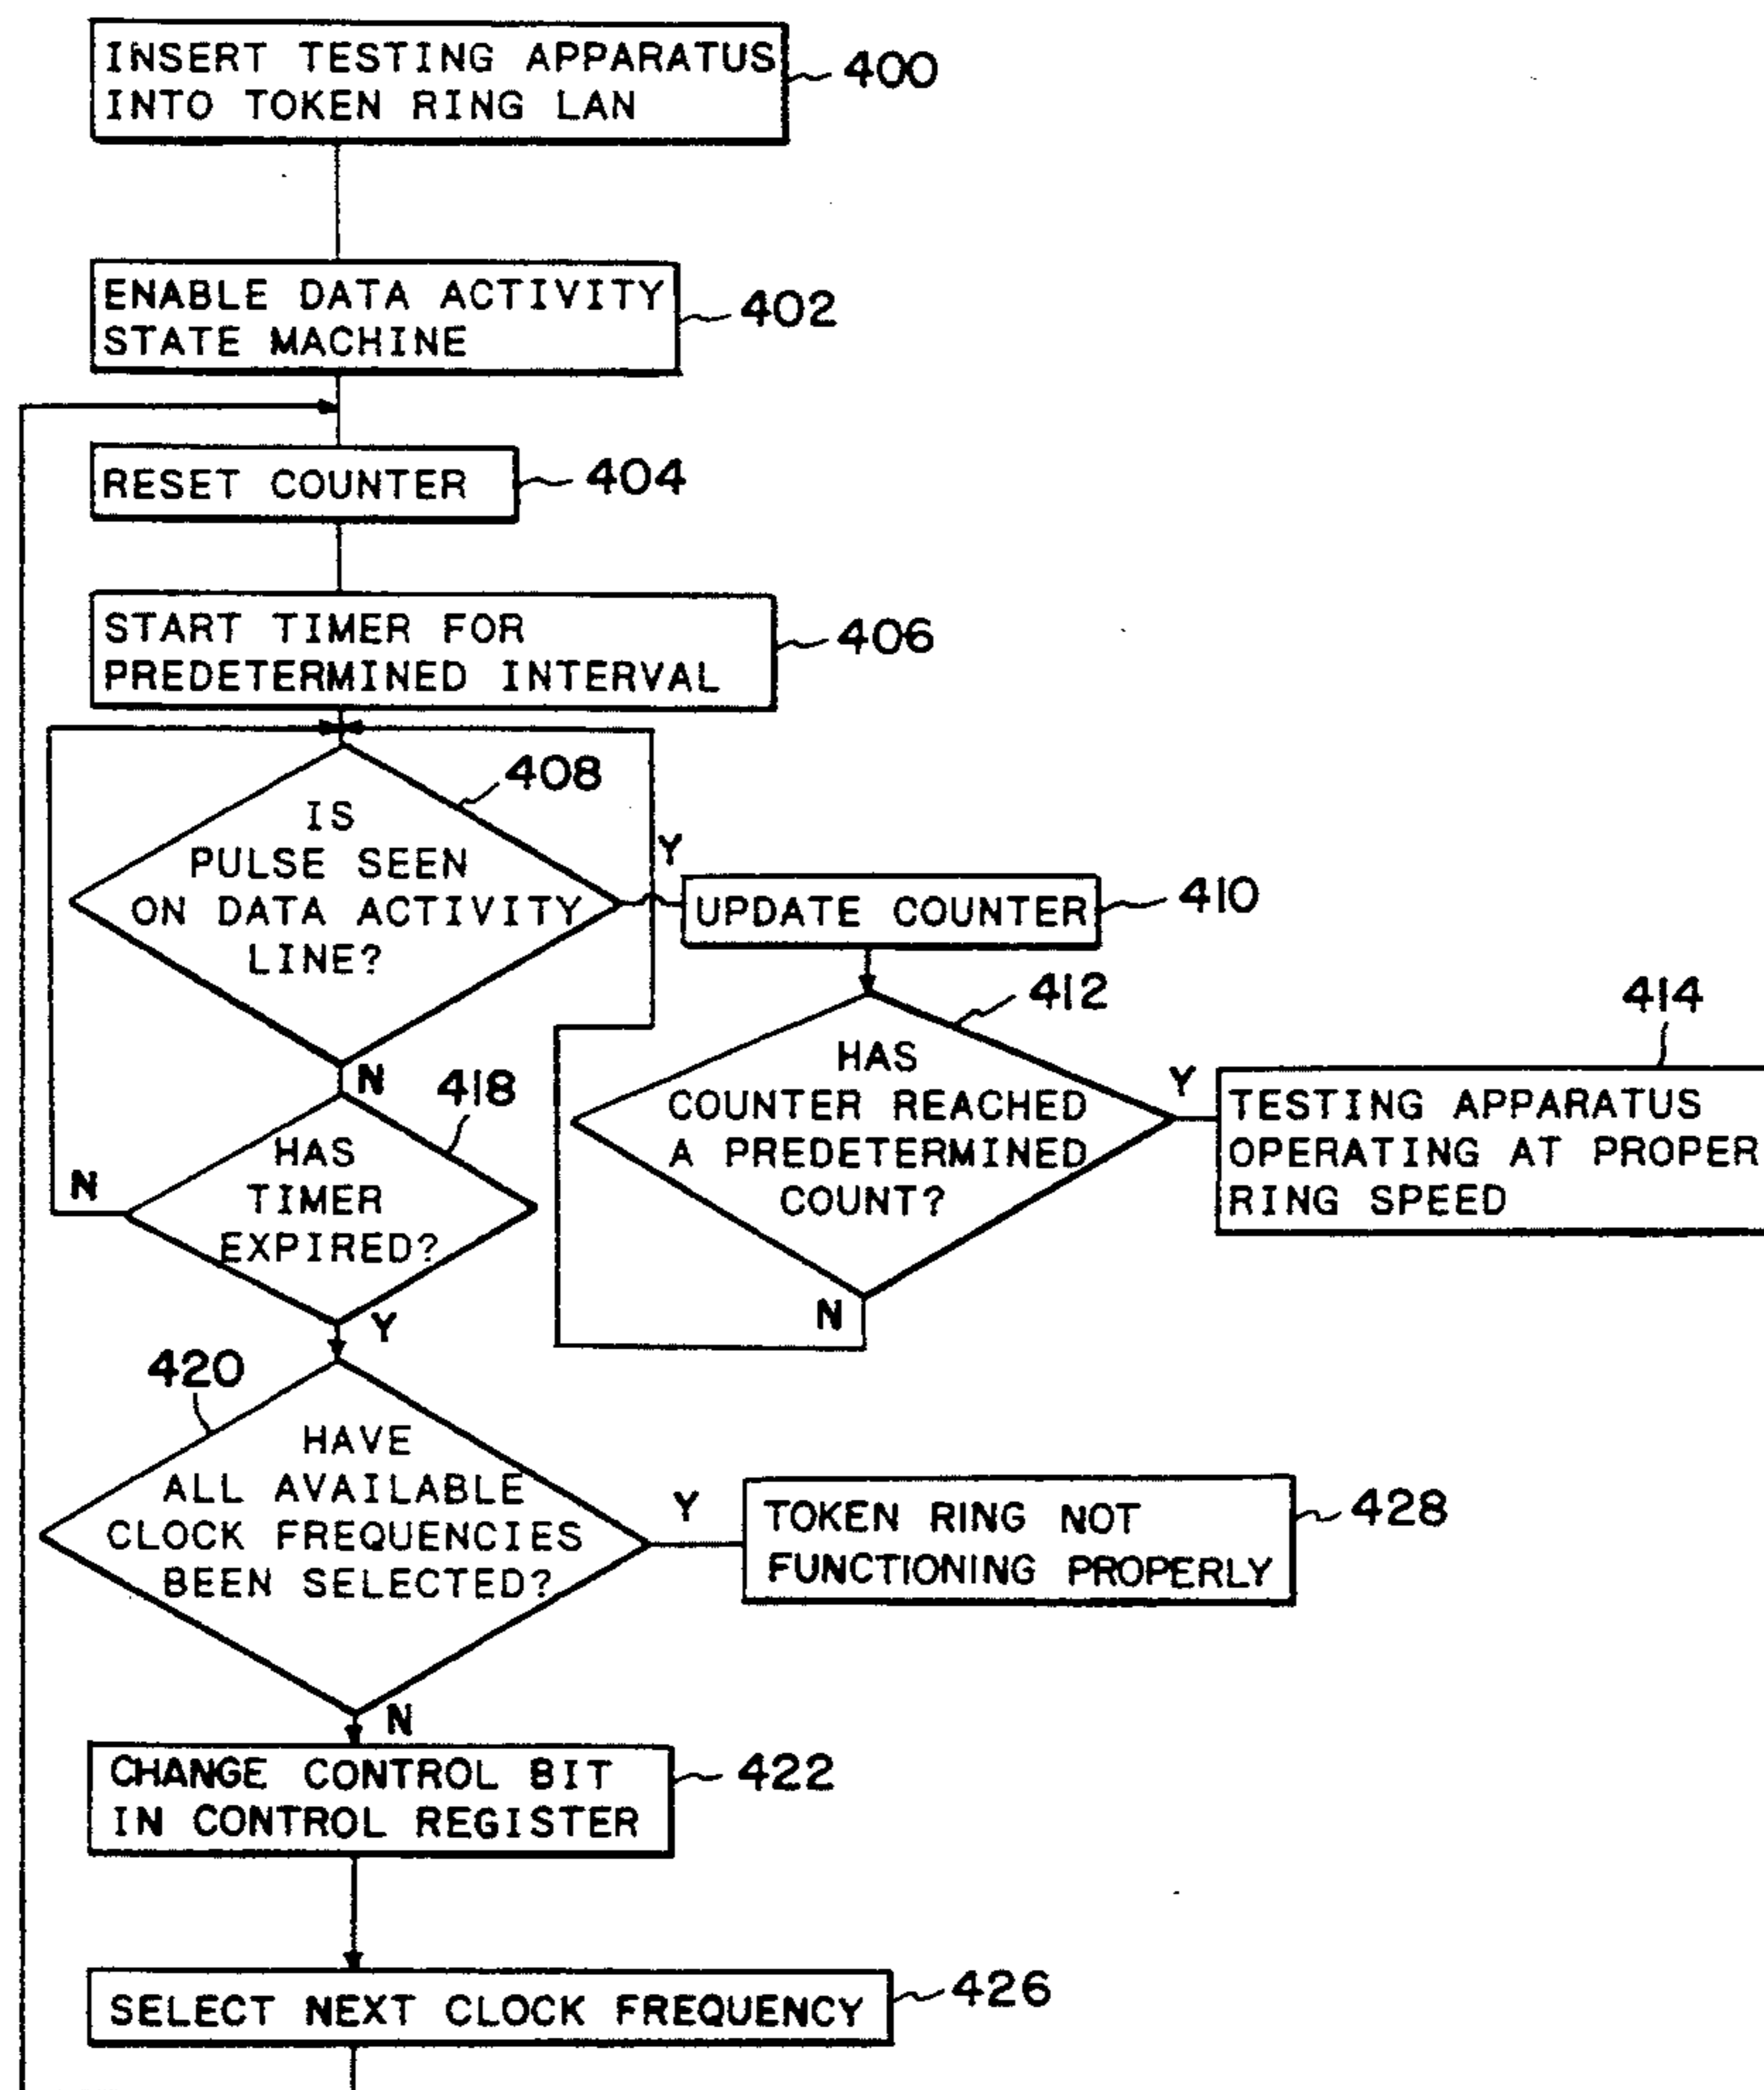 INSERT TESTING APPARATUS
INTO TOKEN RING LAN
400
ENABLE DATA ACTIVITY
STATE MACHINE
402
RESET COUNTER
404
START TIMER FOR
PREDETERMINED INTERVAL
406
408
IS
PULSE SEEN
ON DATA ACTIVITY
LINE?
Y
N
UPDATE COUNTER
410
412
HAS
COUNTER REACHED
A PREDETERMINED
COUNT?
Y
N
414
TESTING APPARATUS
OPERATING AT PROPER
RING SPEED
418
HAS
TIMER
EXPIRED?
N
Y
420
HAVE
ALL AVAILABLE
CLOCK FREQUENCIES
BEEN SELECTED?
Y
N
TOKEN RING NOT
FUNCTIONING PROPERLY
428
CHANGE CONTROL BIT
IN CONTROL REGISTER
422
SELECT NEXT CLOCK FREQUENCY
426